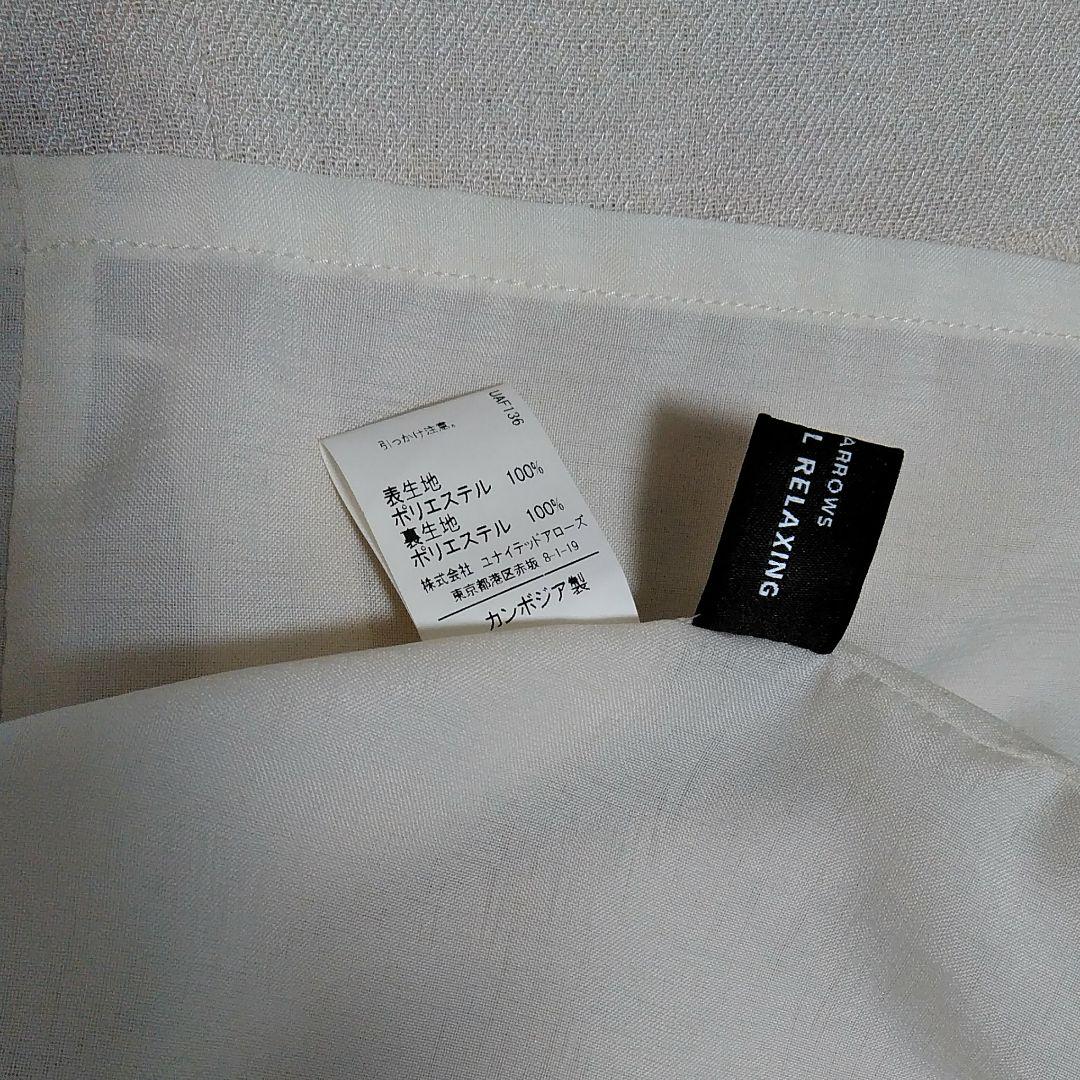 UAF136
引っかけ注意。
表生地
ポリエステル 100%
裏生地
ポリエステル 100%
株式会社 ユナイテッドアローズ
東京都港区赤坂 8-1-19
カンボジア製
ARROWS
L RELAXING